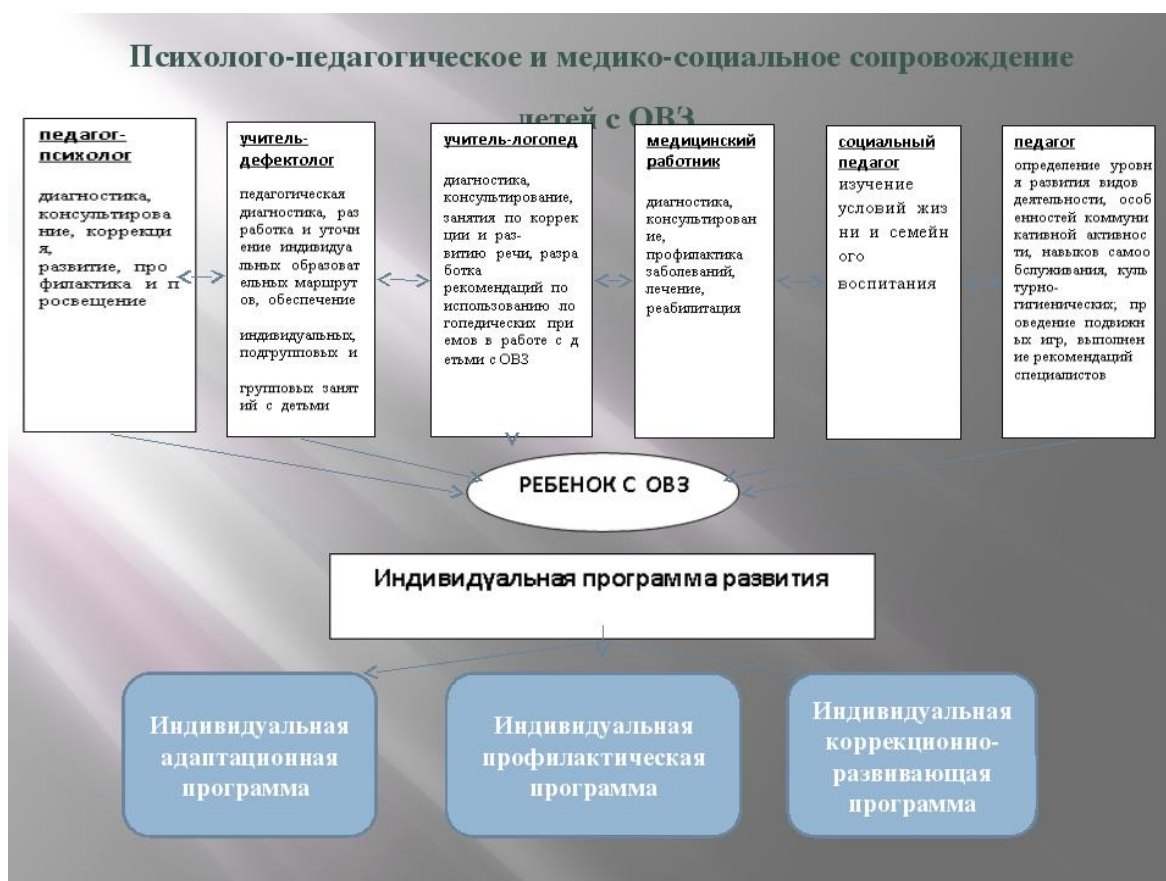 Психолого-педагогическое и медико-социальное сопровождение
детей с ОВЗ
педагог-
психолог
диагностика,
консультирова
ние, коррекци
я,
развитие, про
филактика и п
росвещение
учитель-
дефектолог
педагогическая
диагностика, раз
работка и уточн
ение индивидуа
льных образоват
ельных маршрут
ов, обеспечение
индивидуальных,
подгрупповых и
групповых занят
ий с детьми
учитель-логопед
диагностика,
консультирование,
занятия по коррек
ции и раз-
витию речи, разра
ботка
рекомендаций по
использованию ло
гопедических при
емов в работе с д
етьми с ОВЗ
медицинский
работник
диагностика,
консультирован
ие,
профилактика
заболеваний,
лечение,
реабилитация
социальный
педагог
изучение
условий жиз
ни и семейн
ого
воспитания
педагог
определение уровн
я развития видов
деятельности, особ
енностей коммуни
кативной активнос
ти, навыков самоо
бслуживания, куль
турно-
гигиенических; пр
оведение подвижн
ых игр, выполнен
ие рекомендаций
специалистов
РЕБЕНОК С ОВЗ
Индивидуальная программа развития
Индивидуальная
адаптационная
программа
Индивидуальная
профилактическая
программа
Индивидуальная
коррекционно-
развивающая
программа